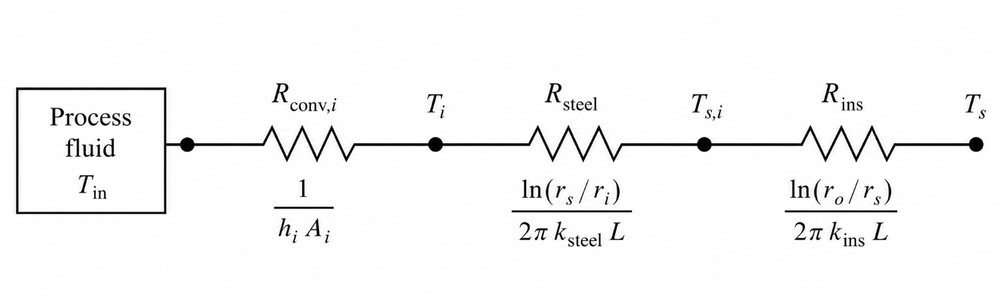 Process
fluid
T_in
R_conv,i
T_i
R_steel
T_s,i
R_ins
T_s
1
h_i A_i
ln(r_s/r_i)
2π k_steel L
ln(r_o/r_s)
2π k_ins L